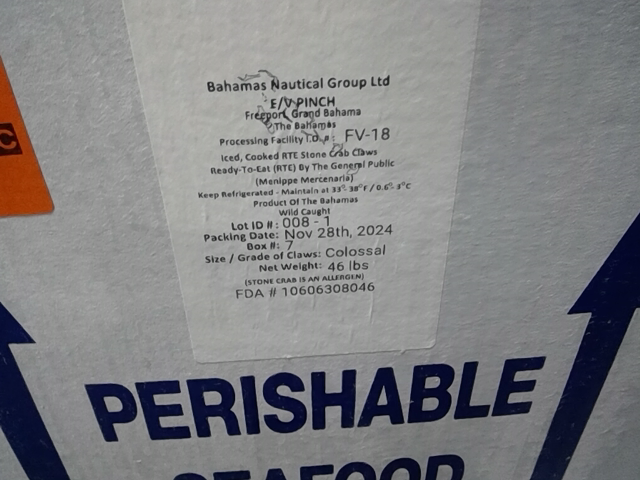 Bahamas Nautical Group Ltd
F/V PINCH
Freeport, Grand Bahama
The Bahamas
Processing Facility I.D. #: FV-18
Iced, Cooked RTE Stone Crab Claws
Ready-To-Eat (RTE) By The General Public
(Menippe Mercenaria)
Keep Refrigerated - Maintain at 33°- 38°F / 0.6°- 3°C
Product Of The Bahamas
Wild Caught
Lot ID #: 008 - 1
Packing Date: Nov 28th, 2024
Box #: 7
Size / Grade of Claws: Colossal
Net Weight: 46 lbs
(STONE CRAB IS AN ALLERGEN)
FDA # 10606308046
C
PERISHABLE
SEAFOOD